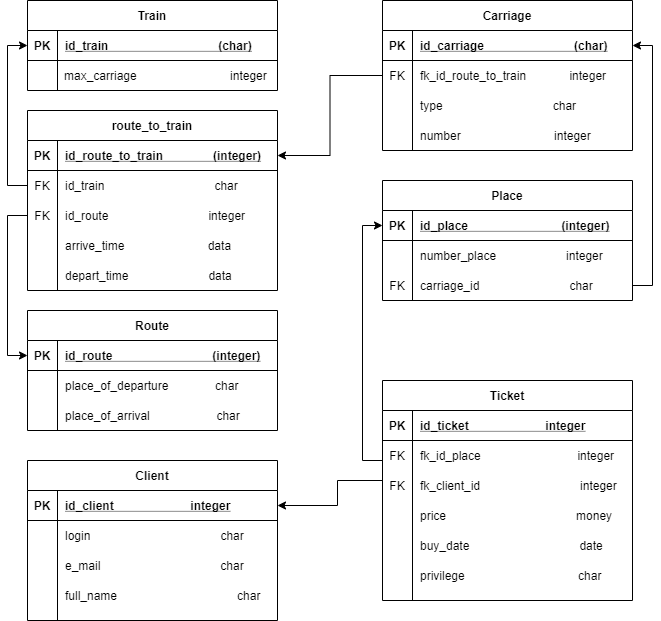 Train
PK id_train (char)
max_carriage integer
route_to_train
PK id_route_to_train (integer)
FK id_train char
FK id_route integer
arrive_time data
depart_time data
Route
PK id_route (integer)
place_of_departure char
place_of_arrival char
Client
PK id_client integer
login char
e_mail char
full_name char
Carriage
PK id_carriage (char)
FK fk_id_route_to_train integer
type char
number integer
Place
PK id_place (integer)
number_place integer
FK carriage_id char
Ticket
PK id_ticket integer
FK fk_id_place integer
FK fk_client_id integer
price money
buy_date date
privilege char